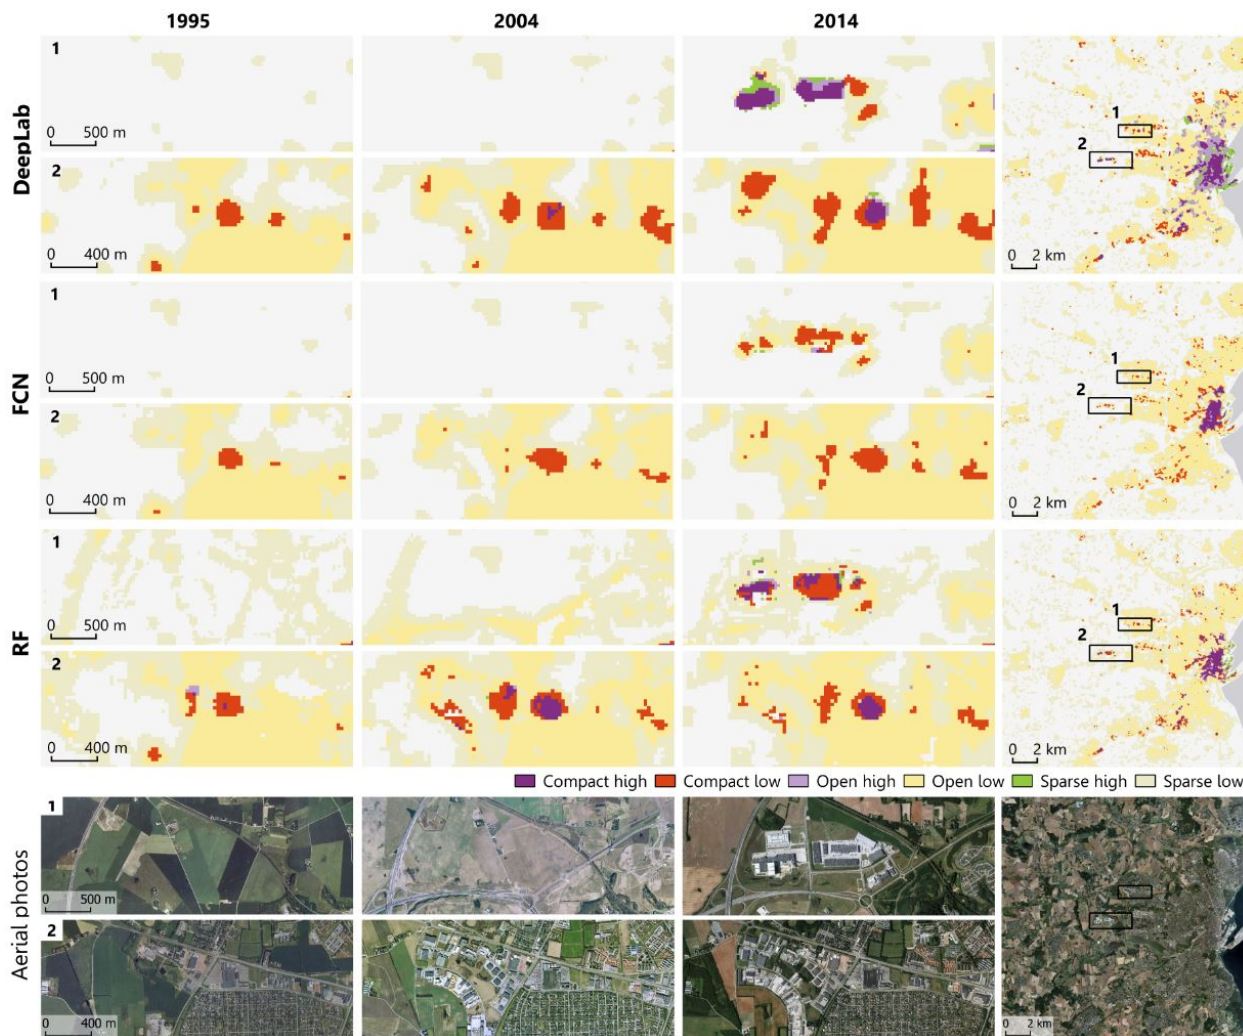 1995 2004 2014
DeepLab
1
0 500 m
2
0 400 m
1
2
0 2 km
FCN
1
0 500 m
2
0 400 m
1
2
0 2 km
RF
1
0 500 m
2
0 400 m
1
2
0 2 km
Compact high Compact low Open high Open low Sparse high Sparse low
Aerial photos
1
0 500 m
2
0 400 m
0 2 km